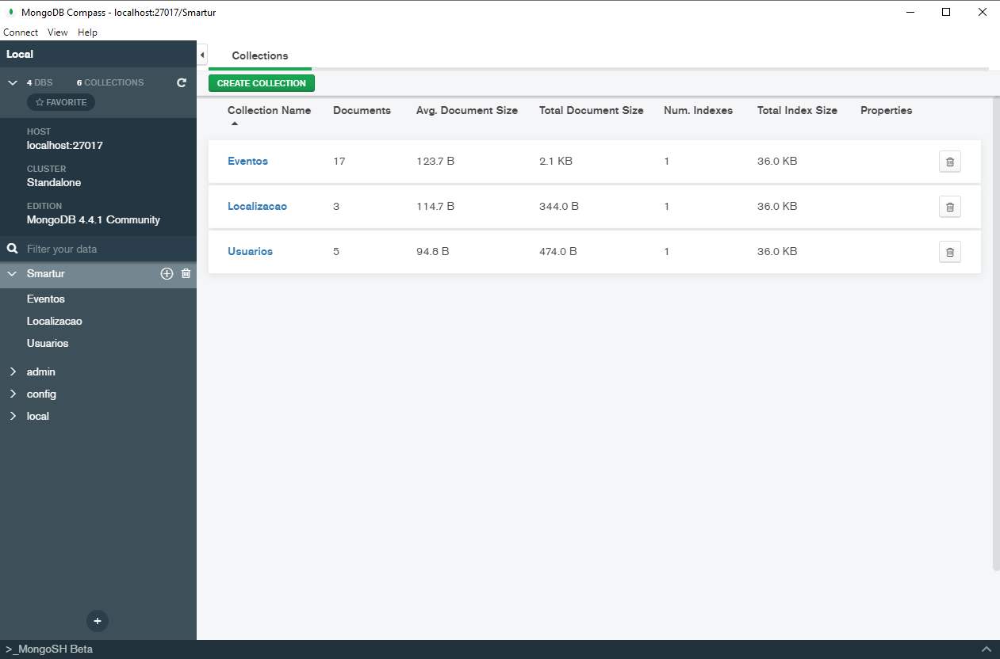 MongoDB Compass - localhost:27017/Smartur
Connect View Help
Local
4 DBS 6 COLLECTIONS
FAVORITE
HOST
localhost:27017
CLUSTER
Standalone
EDITION
MongoDB 4.4.1 Community
Filter your data
Smartur
Eventos
Localizacao
Usuarios
admin
config
local
Collections
CREATE COLLECTION
Collection Name Documents Avg. Document Size Total Document Size Num. Indexes Total Index Size Properties
Eventos 17 123.7 B 2.1 KB 1 36.0 KB
Localizacao 3 114.7 B 344.0 B 1 36.0 KB
Usuarios 5 94.8 B 474.0 B 1 36.0 KB
>_MongoSH Beta